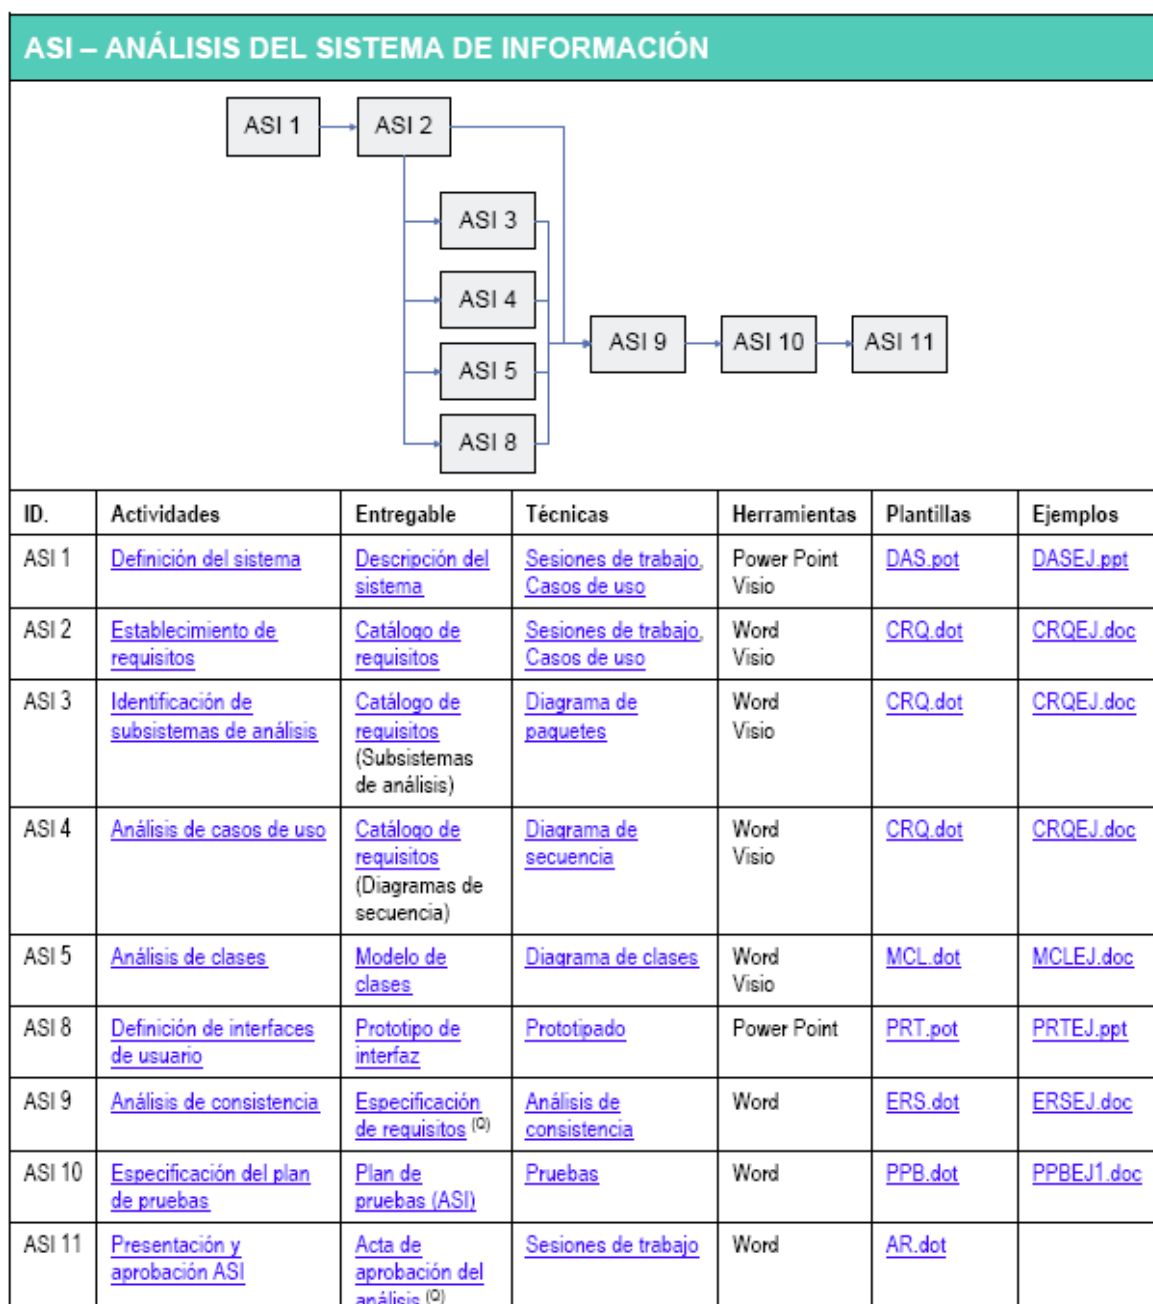 ASI – ANÁLISIS DEL SISTEMA DE INFORMACIÓN
ASI 1
ASI 2
ASI 3
ASI 4
ASI 5
ASI 8
ASI 9
ASI 10
ASI 11
ID.
Actividades
Entregable
Técnicas
Herramientas
Plantillas
Ejemplos
ASI 1
Definición del sistema
Descripción del
sistema
Sesiones de trabajo,
Casos de uso
Power Point
Visio
DAS.pot
DASEJ.ppt
ASI 2
Establecimiento de
requisitos
Catálogo de
requisitos
Sesiones de trabajo,
Casos de uso
Word
Visio
CRQ.dot
CRQEJ.doc
ASI 3
Identificación de
subsistemas de análisis
Catálogo de
requisitos
(Subsistemas
de análisis)
Diagrama de
paquetes
Word
Visio
CRQ.dot
CRQEJ.doc
ASI 4
Análisis de casos de uso
Catálogo de
requisitos
(Diagramas de
secuencia)
Diagrama de
secuencia
Word
Visio
CRQ.dot
CRQEJ.doc
ASI 5
Análisis de clases
Modelo de
clases
Diagrama de clases
Word
Visio
MCL.dot
MCLEJ.doc
ASI 8
Definición de interfaces
de usuario
Prototipo de
interfaz
Prototipado
Power Point
PRT.pot
PRTEJ.ppt
ASI 9
Análisis de consistencia
Especificación
de requisitos (Q)
Análisis de
consistencia
Word
ERS.dot
ERSEJ.doc
ASI 10
Especificación del plan
de pruebas
Plan de
pruebas (ASI)
Pruebas
Word
PPB.dot
PPBEJ1.doc
ASI 11
Presentación y
aprobación ASI
Acta de
aprobación del
análisis (Q)
Sesiones de trabajo
Word
AR.dot